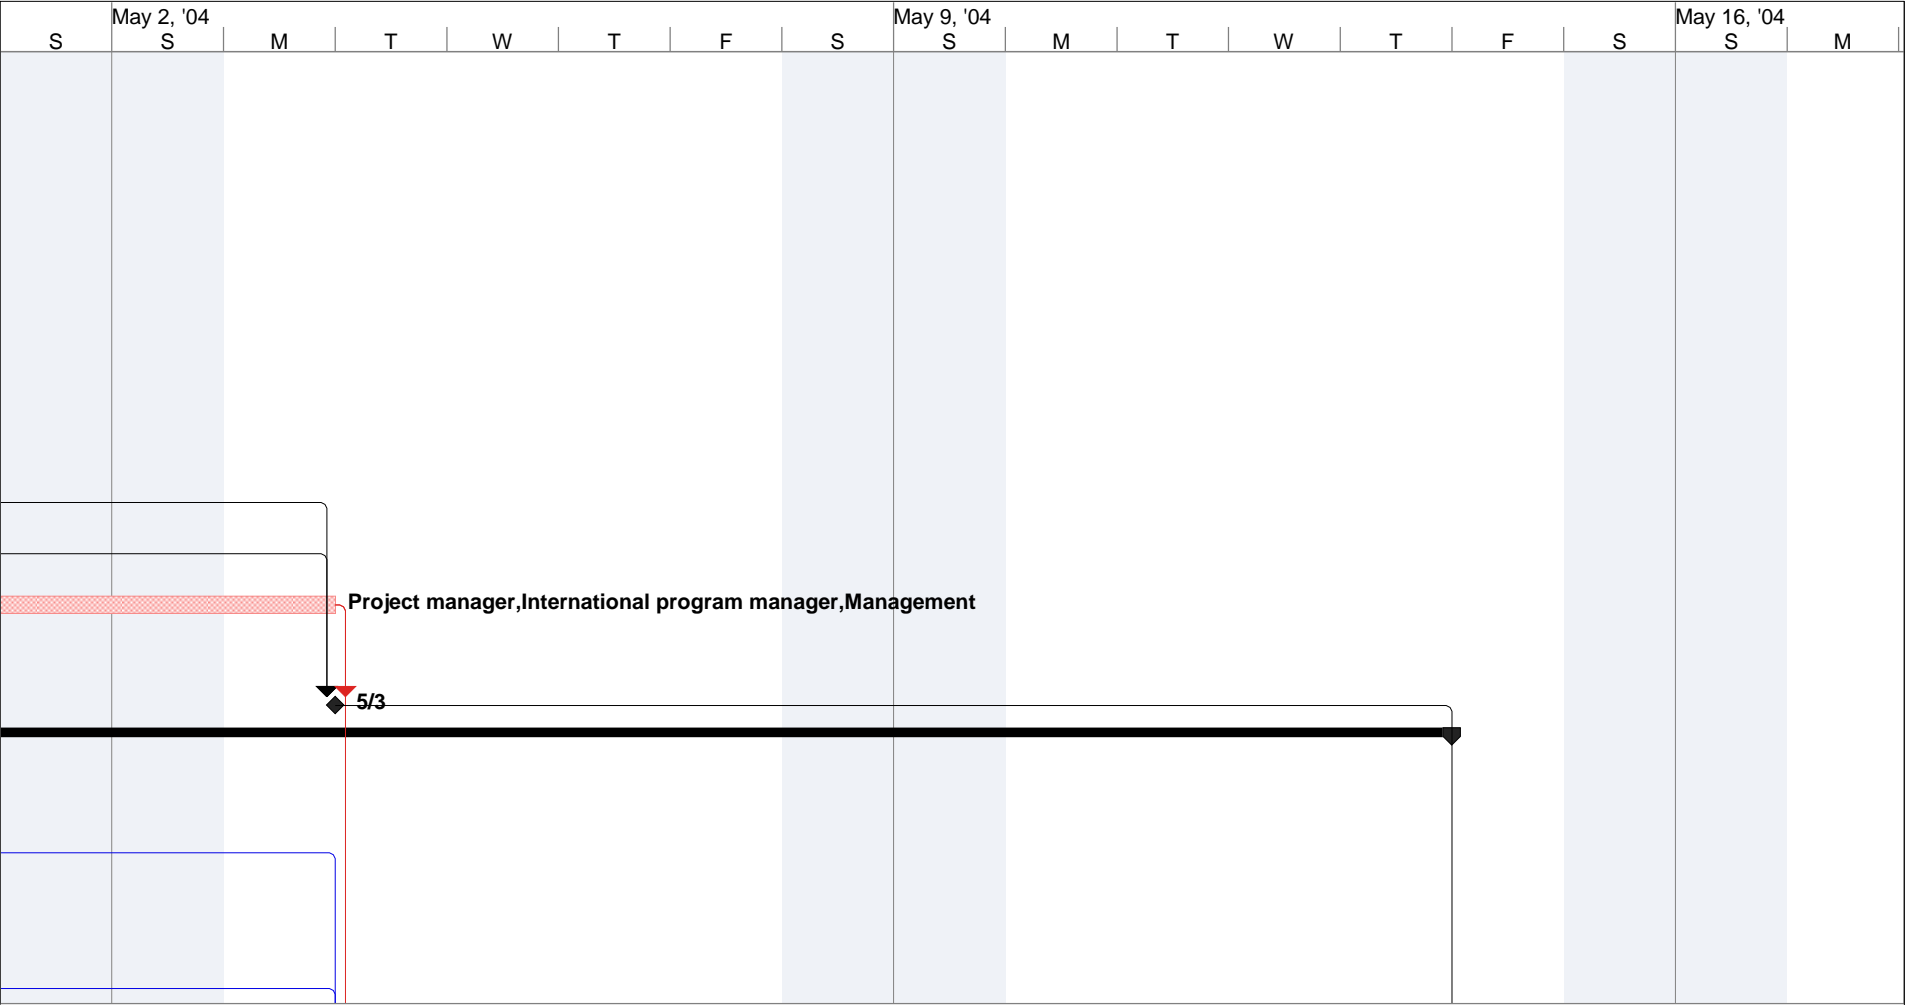 May 2, '04 May 9, '04 May 16, '04
S S M T W T F S S M T W T F S S M
Project manager,International program manager,Management
5/3